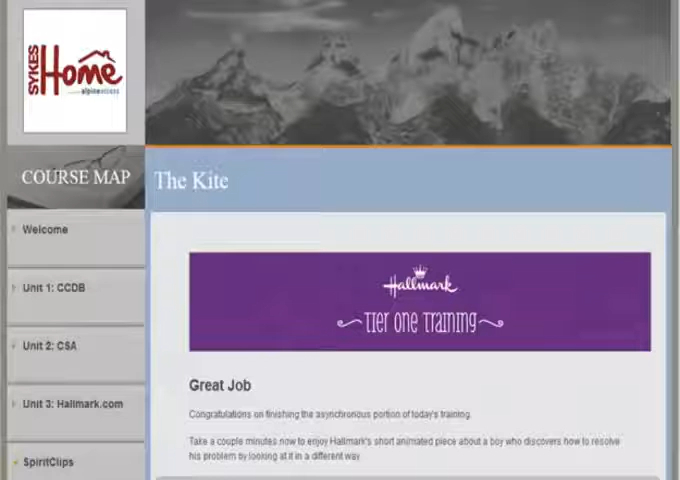 SYKES
Home
alpineaccess
COURSE MAP
The Kite
Welcome
Unit 1: CCDB
Unit 2: CSA
Unit 3: Hallmark.com
SpiritClips
Hallmark
Tier One Training
Great Job
Congratulations on finishing the asynchronous portion of today's training.
Take a couple minutes now to enjoy Hallmark's short animated piece about a boy who discovers how to resolve
his problem by looking at it in a different way.